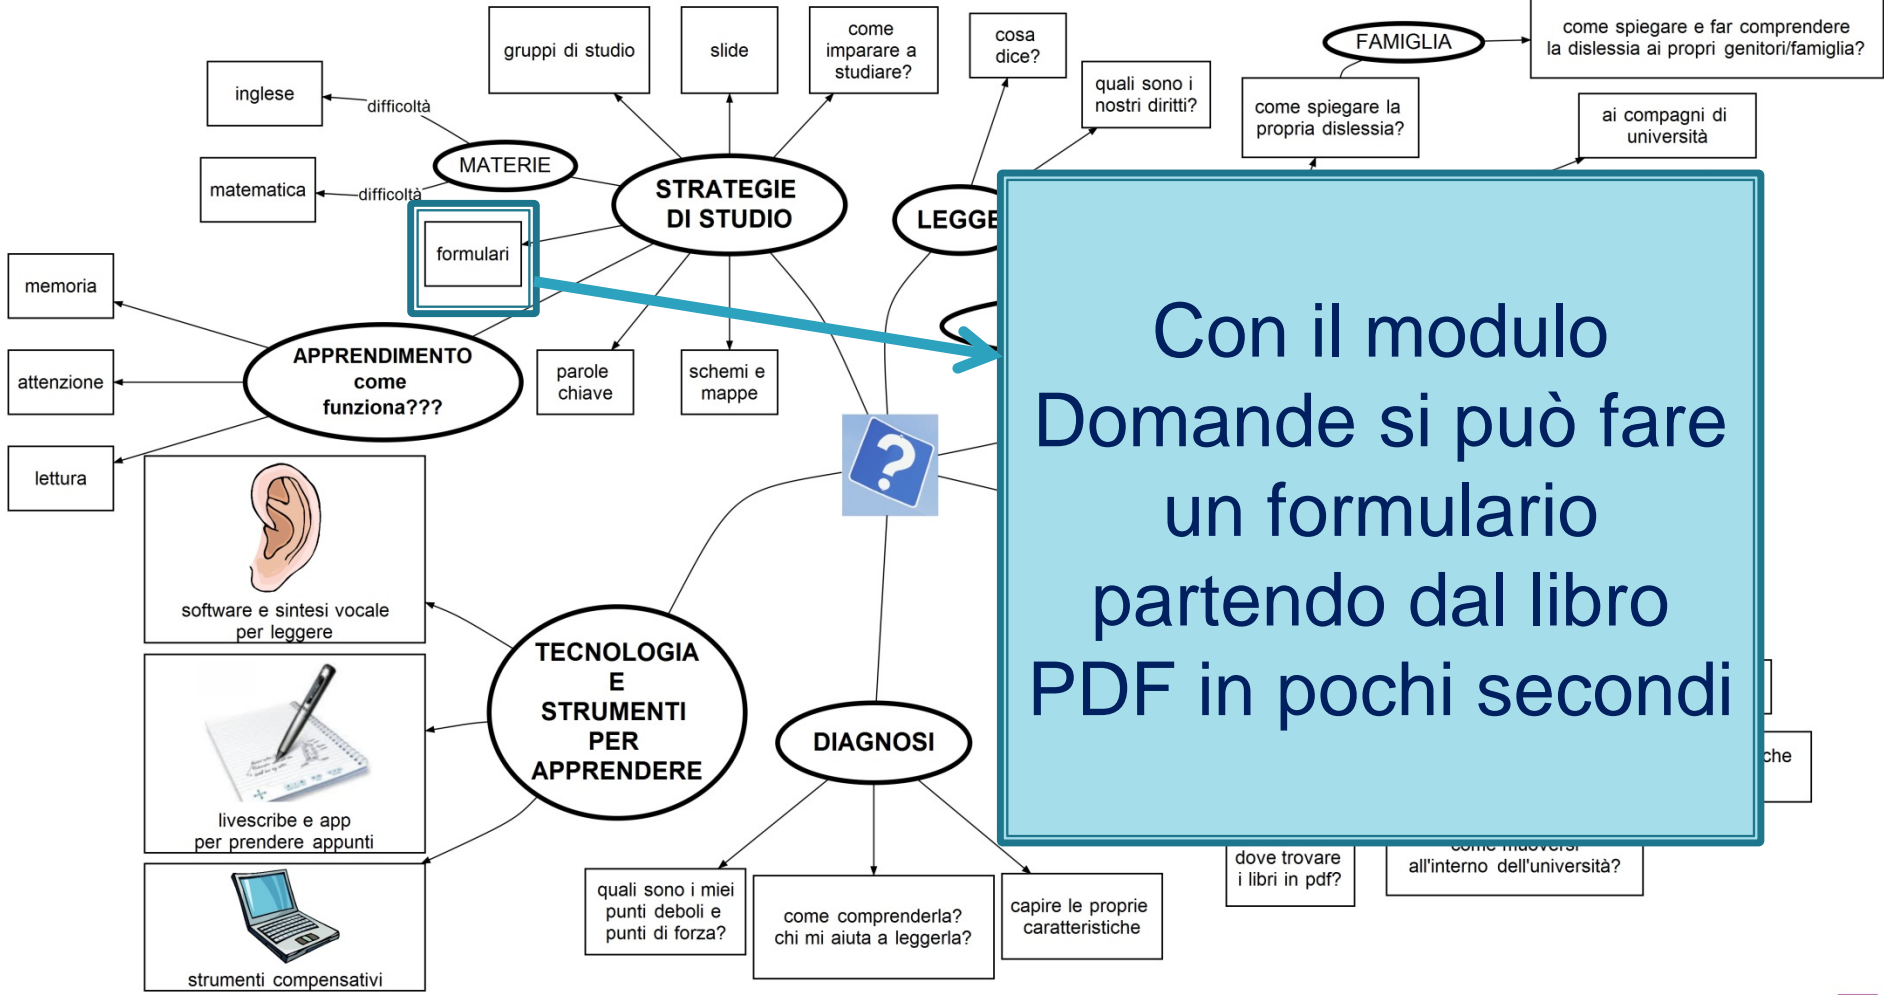 gruppi di studio
slide
come
imparare a
studiare?
cosa
dice?
quali sono i
nostri diritti?
FAMIGLIA
come spiegare e far comprendere
la dislessia ai propri genitori/famiglia?
come spiegare la
propria dislessia?
ai compagni di
università
inglese
difficoltà
MATERIE
matematica
difficoltà
STRATEGIE
DI STUDIO
LEGGE
formulari
memoria
attenzione
lettura
APPRENDIMENTO
come
funziona???
parole
chiave
schemi e
mappe
?
Con il modulo
Domande si può fare
un formulario
partendo dal libro
PDF in pochi secondi
software e sintesi vocale
per leggere
livescribe e app
per prendere appunti
strumenti compensativi
TECNOLOGIA
E
STRUMENTI
PER
APPRENDERE
DIAGNOSI
quali sono i miei
punti deboli e
punti di forza?
come comprenderla?
chi mi aiuta a leggerla?
capire le proprie
caratteristiche
dove trovare
i libri in pdf?
come muoversi
all'interno dell'università?
che